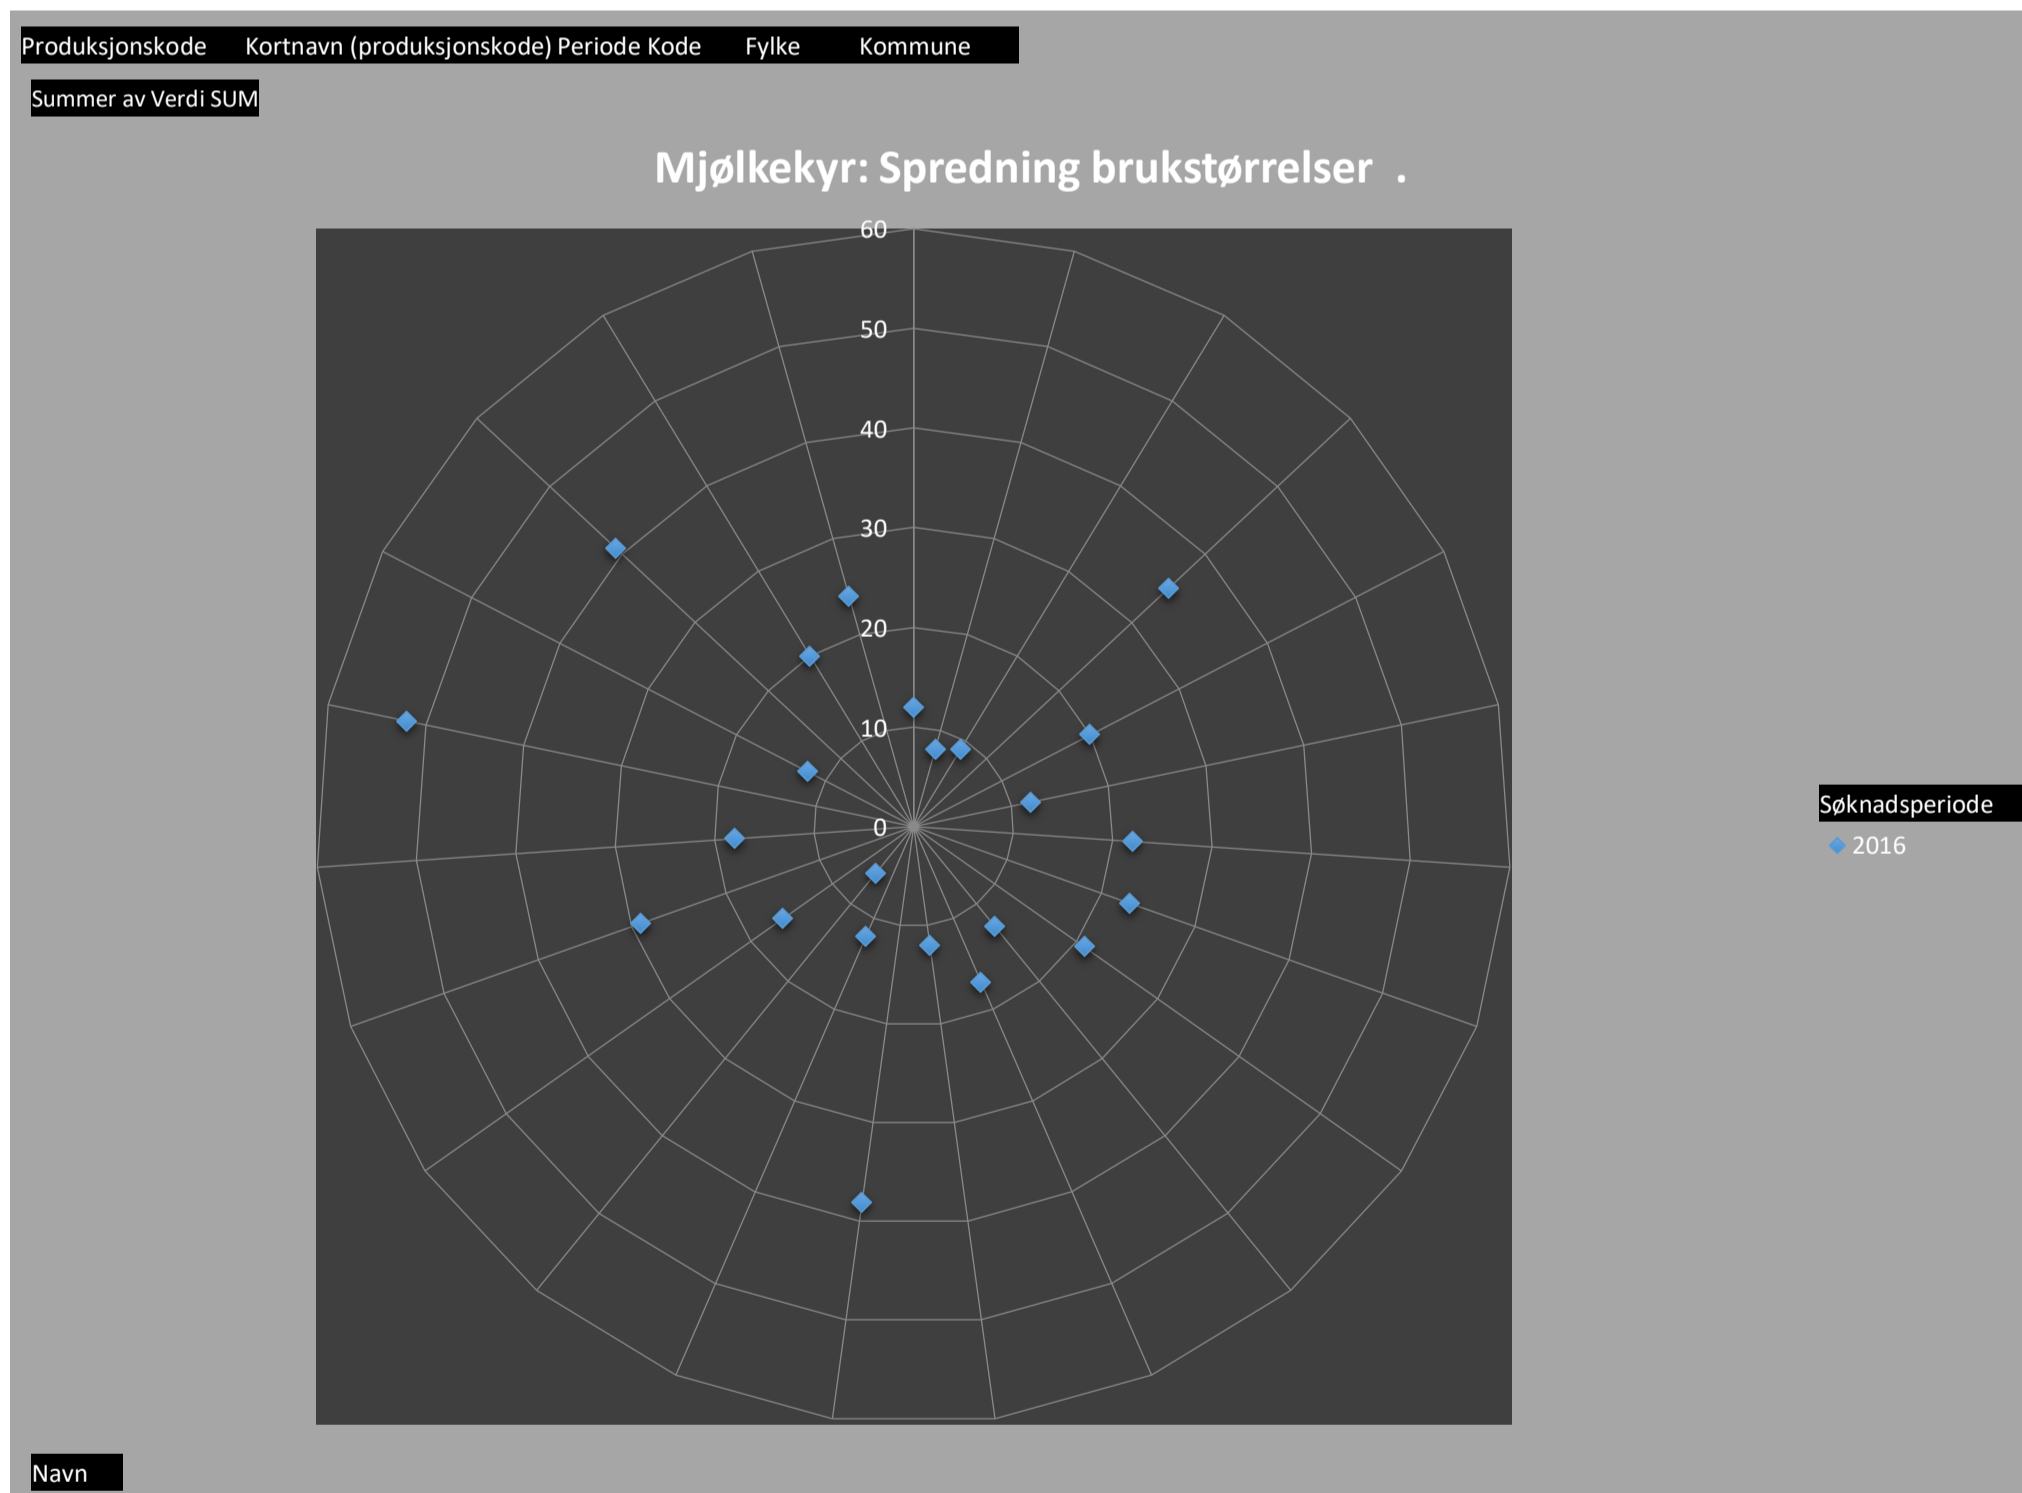 Produksjonskode Kortnavn (produksjonskode) Periode Kode Fylke Kommune
Summer av Verdi SUM
Mjølkekyr: Spredning brukstørrelser .
60
50
40
30
20
10
0
Søknadsperiode
2016
Navn